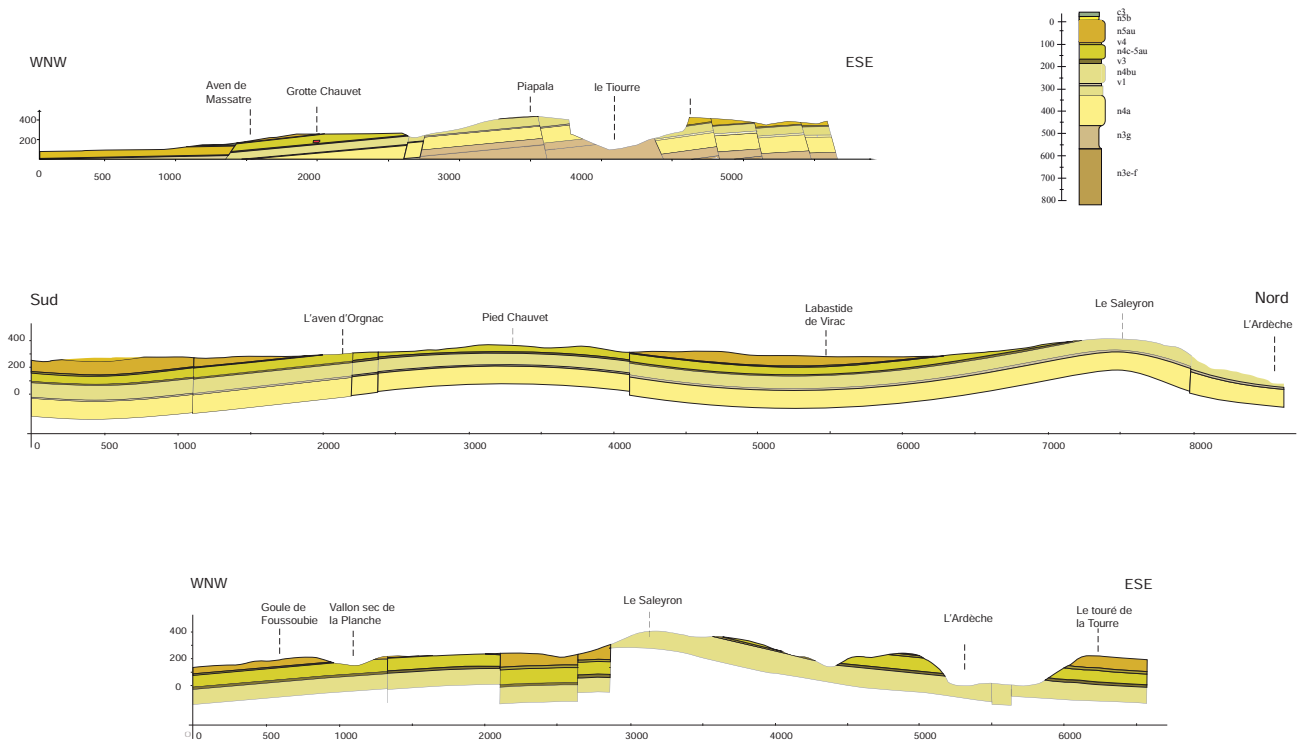 WNW
ESE
Aven de
Massatre
Grotte Chauvet
Piapala
le Tiourre
400
200
0
500
1000
2000
3000
4000
5000
0
100
200
300
400
500
600
700
800
c3
n5b
n5au
v4
n4c-5au
v3
n4bu
v1
n4a
n3g
n3e-f
Sud
Nord
L'aven d'Orgnac
Pied Chauvet
Labastide
de Virac
Le Saleyron
L'Ardèche
400
200
0
0
500
1000
2000
3000
4000
5000
6000
7000
8000
WNW
ESE
Goule de
Foussoubie
Vallon sec de
la Planche
Le Saleyron
L'Ardèche
Le touré de
la Tourre
400
200
0
0
500
1000
2000
3000
4000
5000
6000